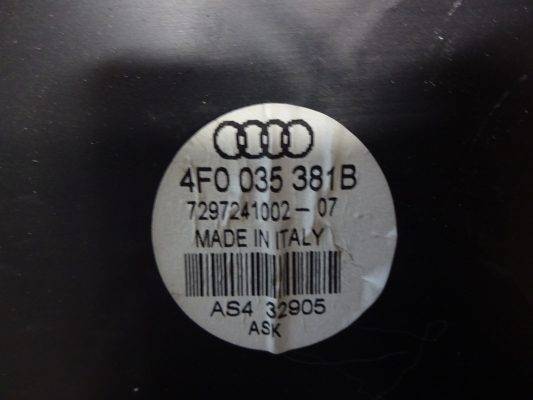 4F0 035 381B
7297241002-07
MADE IN ITALY
AS4 32905
ASK